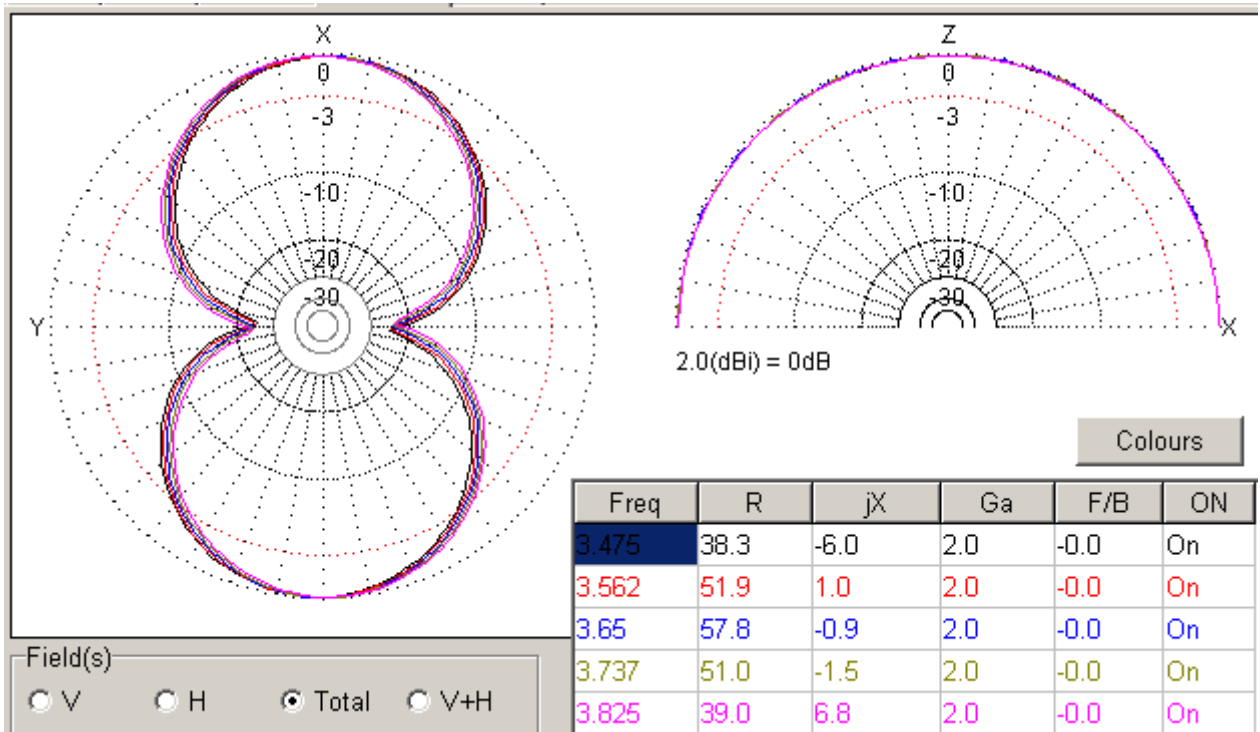 X Z
0 0
-3 -3
-10 -10
-20 -20
-30 -30
Y X
2.0(dBi) = 0dB
Colours
Freq R jX Ga F/B ON
3.475 38.3 -6.0 2.0 -0.0 On
3.562 51.9 1.0 2.0 -0.0 On
3.65 57.8 -0.9 2.0 -0.0 On
3.737 51.0 -1.5 2.0 -0.0 On
3.825 39.0 6.8 2.0 -0.0 On
Field(s)
V H Total V+H